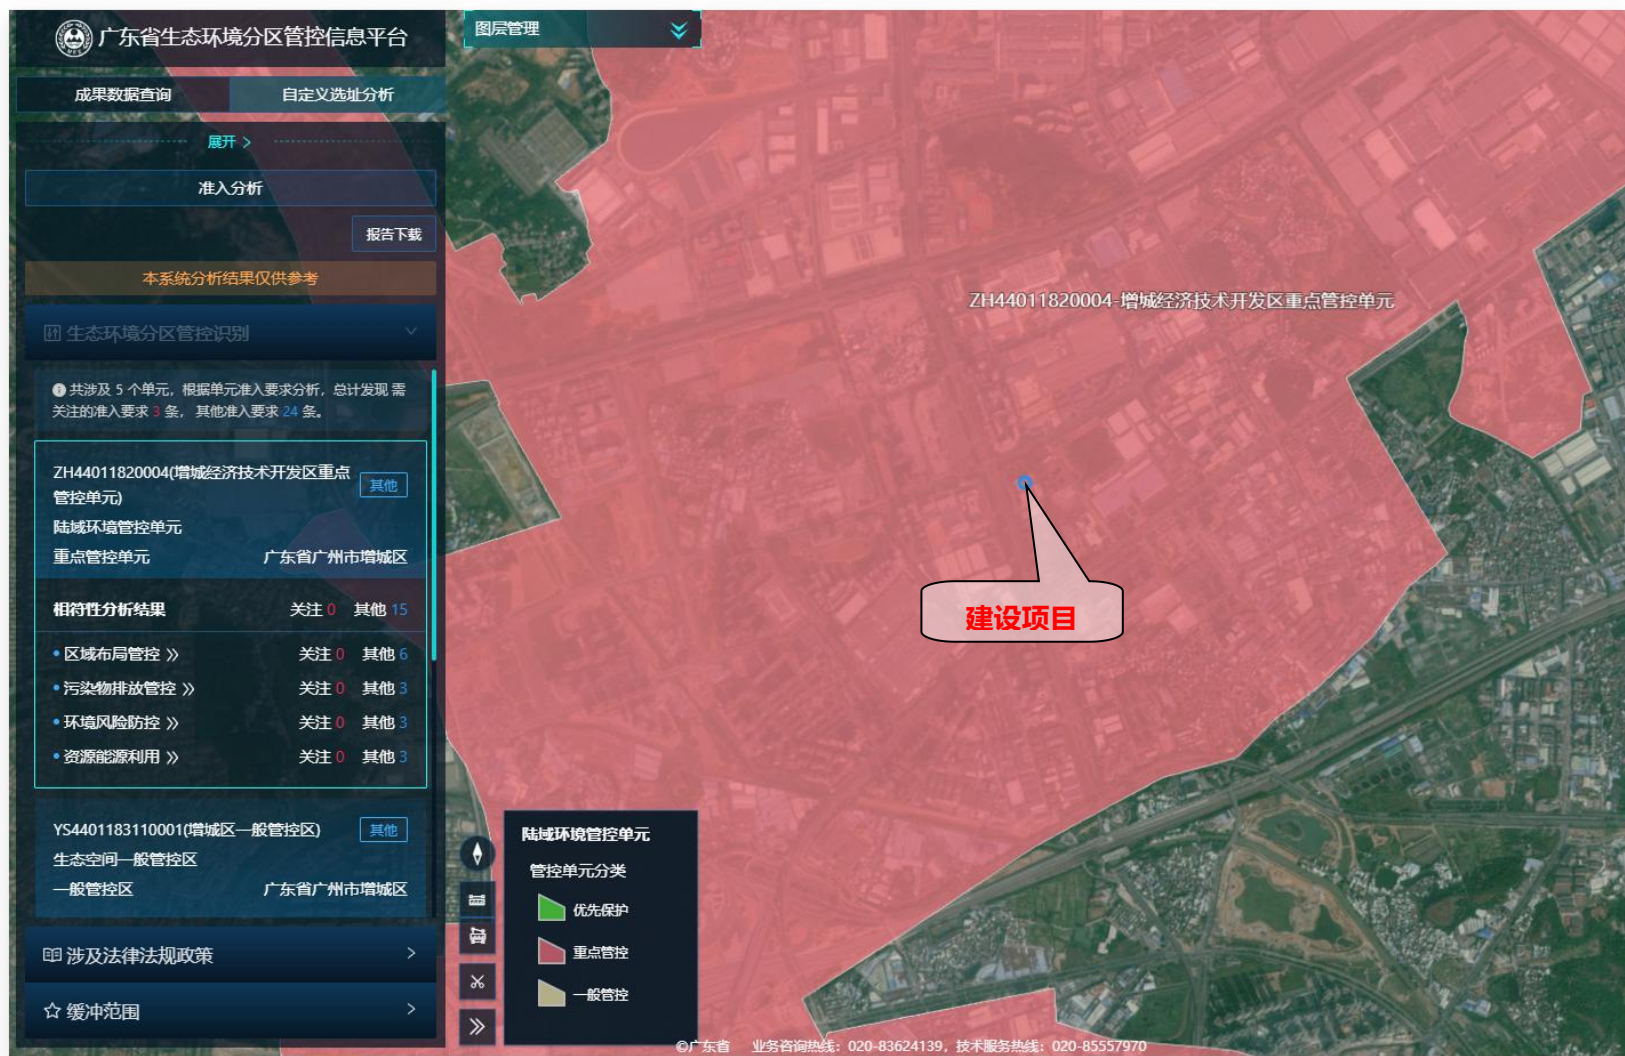 广东省生态环境分区管控信息平台
成果数据查询
自定义选址分析
展开 >
准入分析
报告下载
本系统分析结果仅供参考
生态环境分区管控识别
共涉及 5 个单元，根据单元准入要求分析，总计发现 需
关注的准入要求 3 条， 其他准入要求 24 条。
ZH44011820004(增城经济技术开发区重点
管控单元)
其他
陆域环境管控单元
重点管控单元 广东省广州市增城区
相符性分析结果 关注 0 其他 15
• 区域布局管控 » 关注 0 其他 6
• 污染物排放管控 » 关注 0 其他 3
• 环境风险防控 » 关注 0 其他 3
• 资源能源利用 » 关注 0 其他 3
YS4401183110001(增城区一般管控区) 其他
生态空间一般管控区
一般管控区 广东省广州市增城区
涉及法律法规政策 >
缓冲范围 >
图层管理
ZH44011820004-增城经济技术开发区重点管控单元
建设项目
陆域环境管控单元
管控单元分类
优先保护
重点管控
一般管控
©广东省 业务咨询热线：020-83624139，技术服务热线：020-85557970